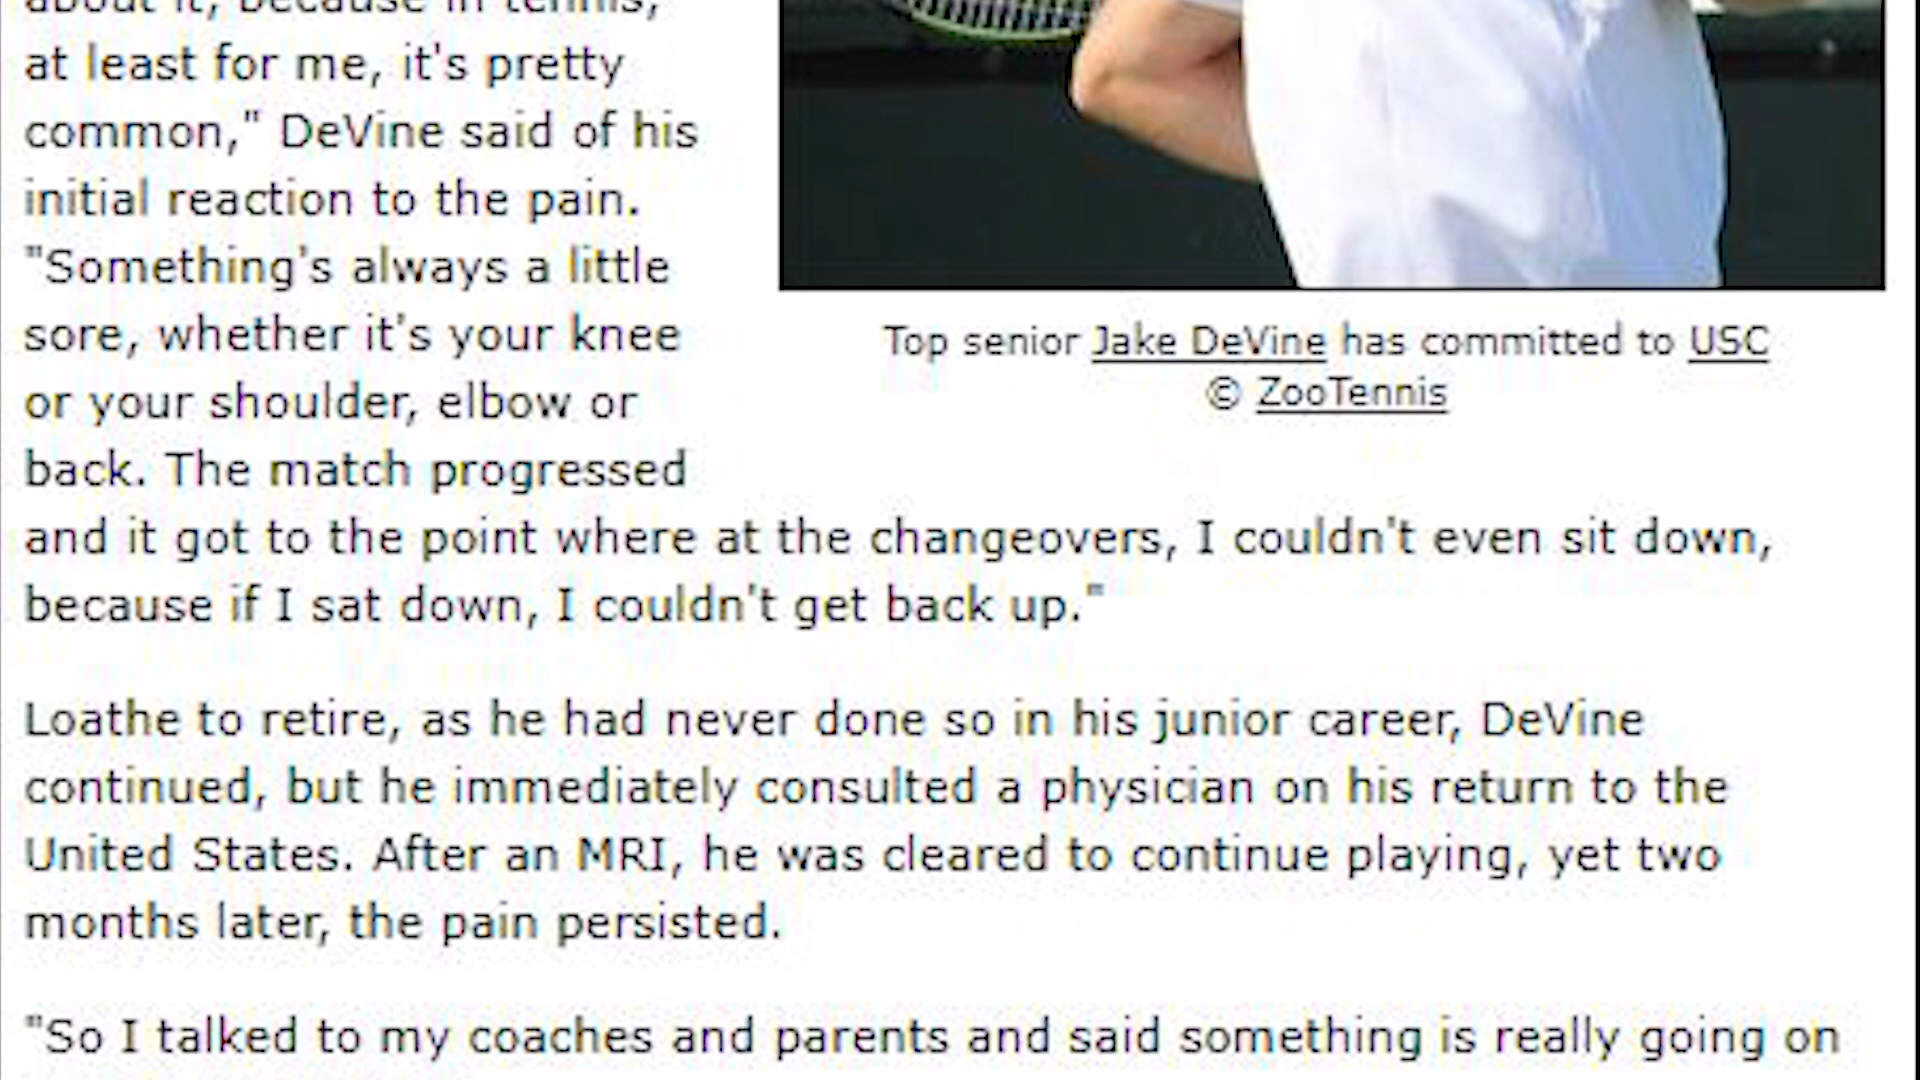 about it, because in tennis,
at least for me, it's pretty
common," DeVine said of his
initial reaction to the pain.
"Something's always a little
sore, whether it's your knee
or your shoulder, elbow or
back. The match progressed
and it got to the point where at the changeovers, I couldn't even sit down,
because if I sat down, I couldn't get back up."
Top senior Jake DeVine has committed to USC
© ZooTennis
Loathe to retire, as he had never done so in his junior career, DeVine
continued, but he immediately consulted a physician on his return to the
United States. After an MRI, he was cleared to continue playing, yet two
months later, the pain persisted.
"So I talked to my coaches and parents and said something is really going on